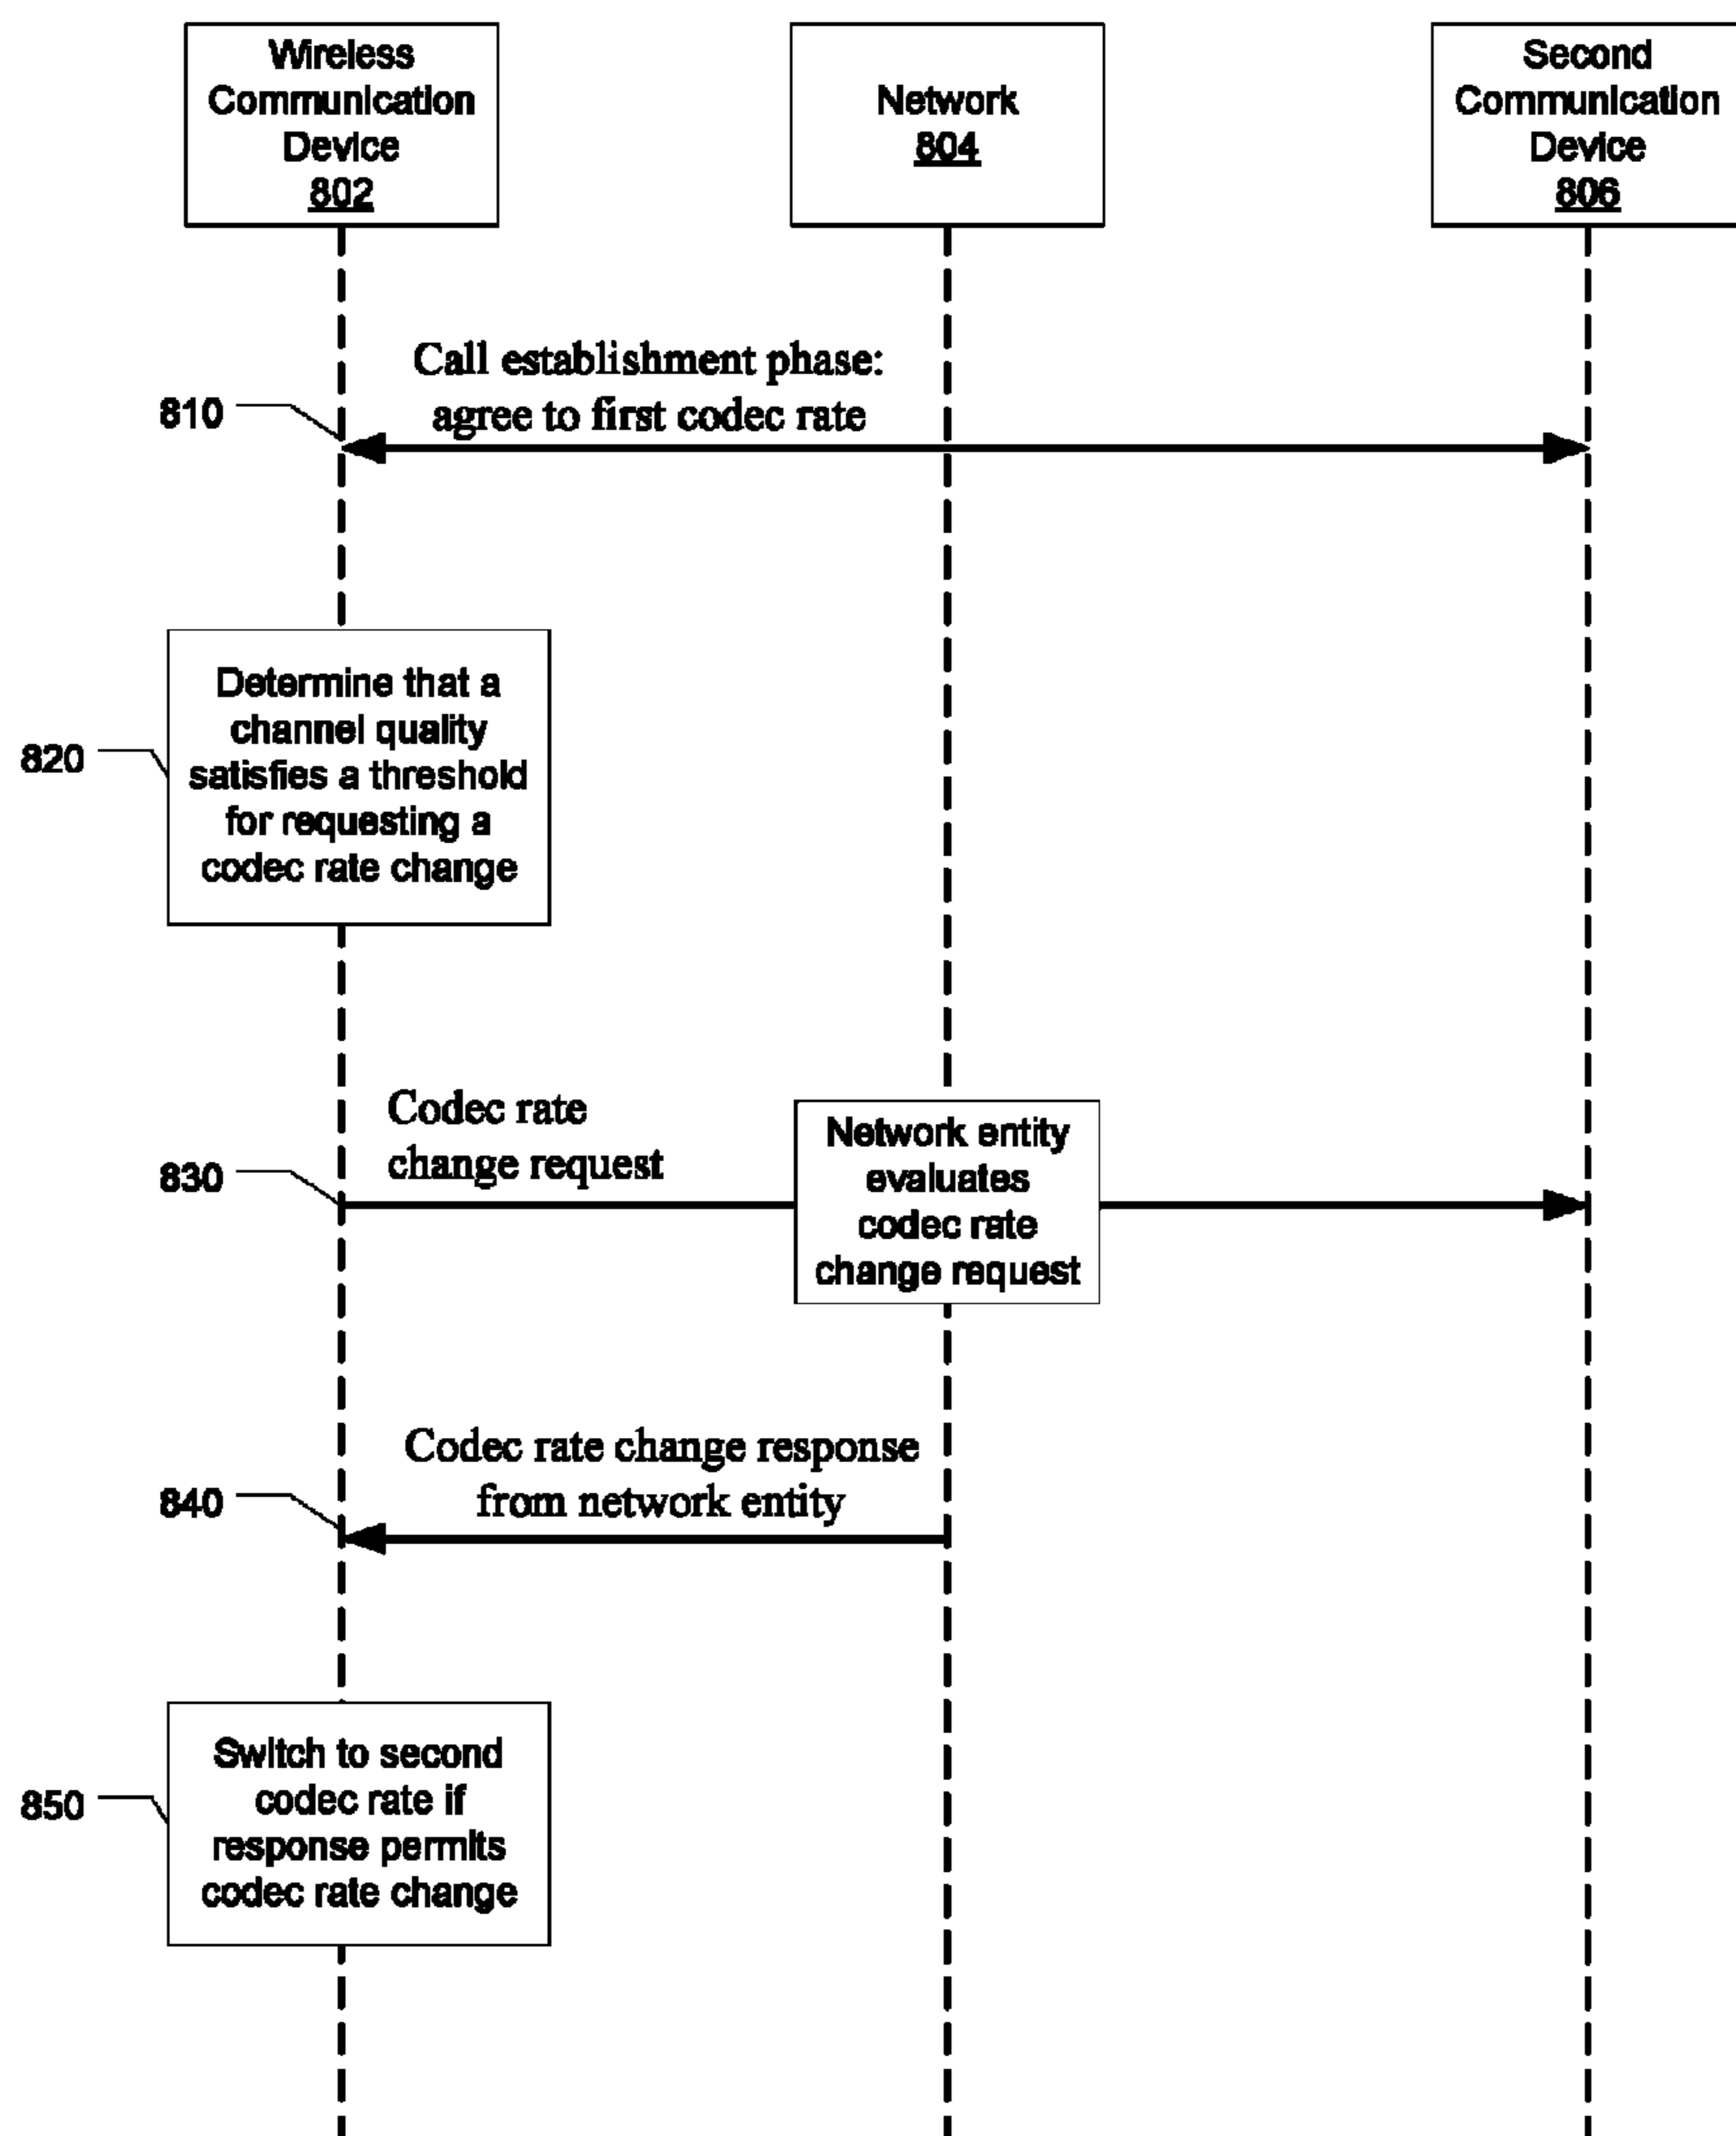 Wireless
Communication
Device
802
Network
804
Second
Communication
Device
806
Call establishment phase:
agree to first codec rate
810
Determine that a
channel quality
satisfies a threshold
for requesting a
codec rate change
820
Codec rate
change request
830
Network entity
evaluates
codec rate
change request
Codec rate change response
from network entity
840
Switch to second
codec rate if
response permits
codec rate change
850